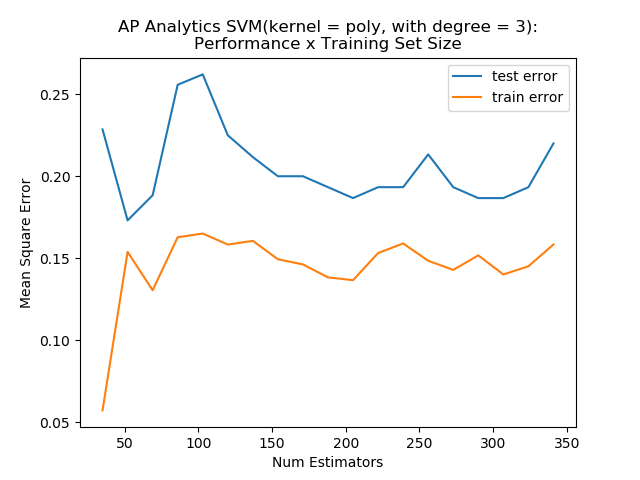 AP Analytics SVM(kernel = poly, with degree = 3):
Performance x Training Set Size
test error
train error
0.25
0.20
0.15
0.10
0.05
Mean Square Error
50 100 150 200 250 300 350
Num Estimators